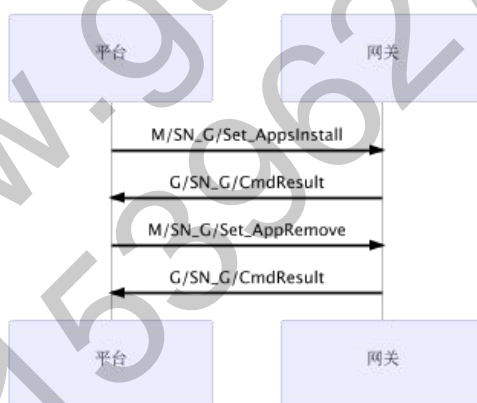 平台 网关
M/SN_G/Set_AppsInstall
G/SN_G/CmdResult
M/SN_G/Set_AppRemove
G/SN_G/CmdResult
平台 网关